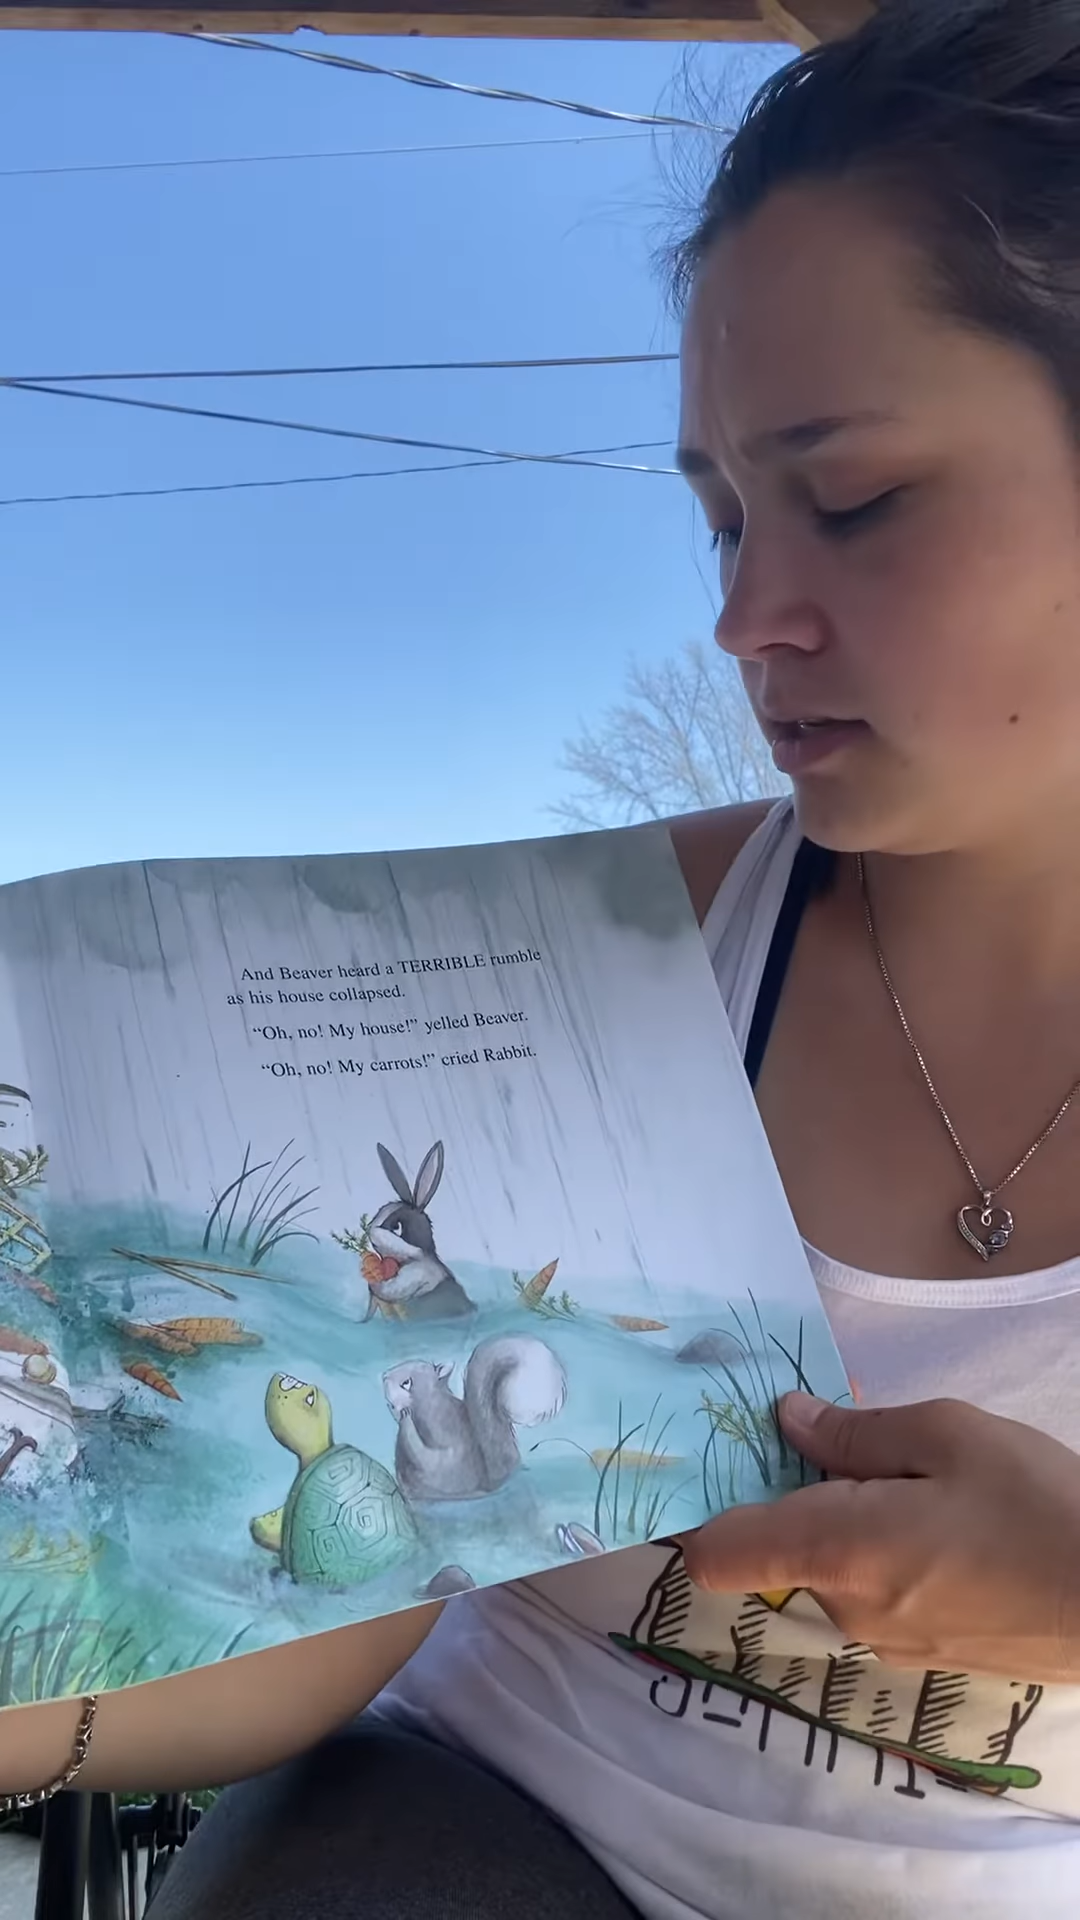 And Beaver heard a TERRIBLE rumble
as his house collapsed.
“Oh, no! My house!” yelled Beaver.
“Oh, no! My carrots!” cried Rabbit.